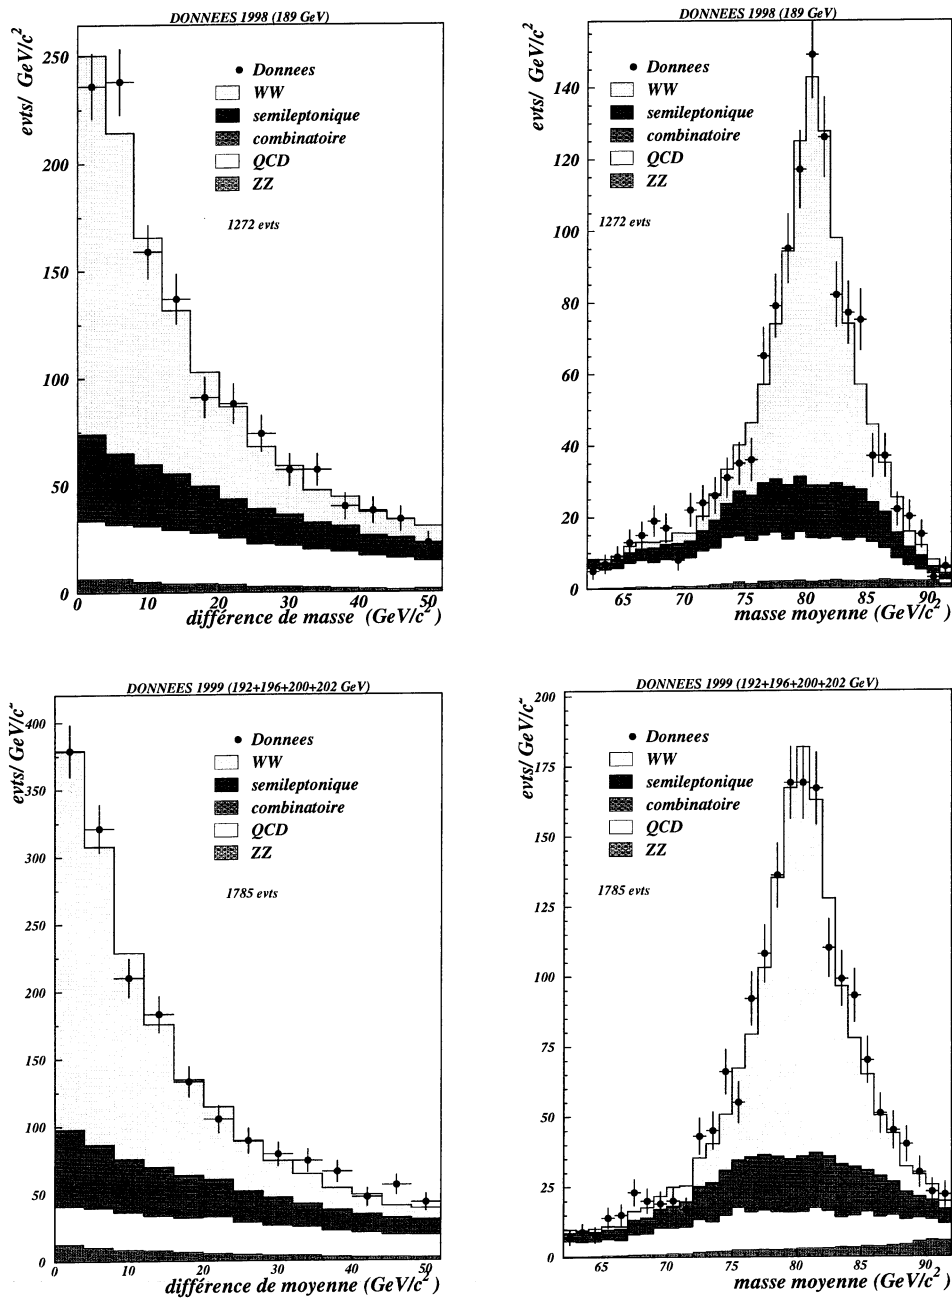 DONNEES 1998 (189 GeV)
evts/ GeV/c²
250
200
150
100
50
0
Donnees
WW
semileptonique
combinatoire
QCD
ZZ
1272 evts
0 10 20 30 40 50
différence de masse (GeV/c²)
DONNEES 1998 (189 GeV)
evts/ GeV/c²
140
120
100
80
60
40
20
0
Donnees
WW
semileptonique
combinatoire
QCD
ZZ
1272 evts
65 70 75 80 85 90
masse moyenne (GeV/c²)
DONNEES 1999 (192+196+200+202 GeV)
evts/ GeV/c²
400
350
300
250
200
150
100
50
0
Donnees
WW
semileptonique
combinatoire
QCD
ZZ
1785 evts
0 10 20 30 40 50
différence de moyenne (GeV/c²)
DONNEES 1999 (192+196+200+202 GeV)
evts/ GeV/c²
200
175
150
125
100
75
50
25
0
Donnees
WW
semileptonique
combinatoire
QCD
ZZ
1785 evts
65 70 75 80 85 90
masse moyenne (GeV/c²)